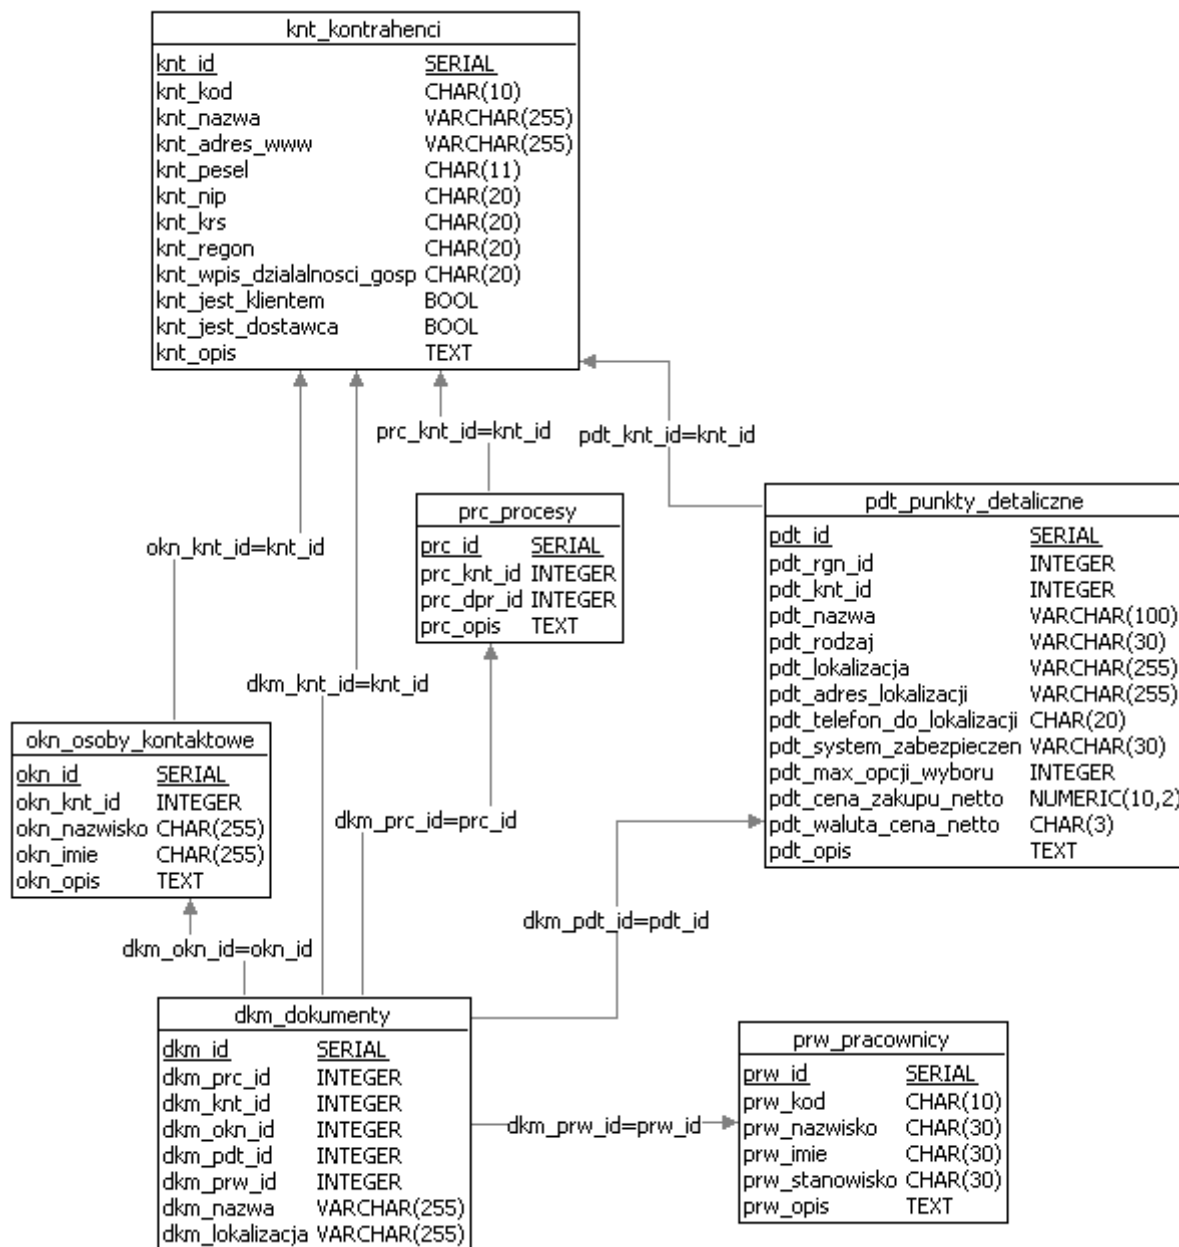 knt_kontrahenci
knt_id SERIAL
knt_kod CHAR(10)
knt_nazwa VARCHAR(255)
knt_adres_www VARCHAR(255)
knt_pesel CHAR(11)
knt_nip CHAR(20)
knt_krs CHAR(20)
knt_regon CHAR(20)
knt_wpis_dzialalnosci_gosp CHAR(20)
knt_jest_klientem BOOL
knt_jest_dostawca BOOL
knt_opis TEXT
prc_knt_id=knt_id
pdt_knt_id=knt_id
okn_knt_id=knt_id
prc_procesy
prc_id SERIAL
prc_knt_id INTEGER
prc_dpr_id INTEGER
prc_opis TEXT
pdt_punkty_detaliczne
pdt_id SERIAL
pdt_rgn_id INTEGER
pdt_knt_id INTEGER
pdt_nazwa VARCHAR(100)
pdt_rodzaj VARCHAR(30)
pdt_lokalizacja VARCHAR(255)
pdt_adres_lokalizacji VARCHAR(255)
pdt_telefon_do_lokalizacji CHAR(20)
pdt_system_zabezpieczen VARCHAR(30)
pdt_max_opcji_wyboru INTEGER
pdt_cena_zakupu_netto NUMERIC(10,2)
pdt_waluta_cena_netto CHAR(3)
pdt_opis TEXT
dkm_knt_id=knt_id
okn_osoby_kontaktowe
okn_id SERIAL
okn_knt_id INTEGER
okn_nazwisko CHAR(255)
okn_imie CHAR(255)
okn_opis TEXT
dkm_prc_id=prc_id
dkm_pdt_id=pdt_id
dkm_okn_id=okn_id
dkm_dokumenty
dkm_id SERIAL
dkm_prc_id INTEGER
dkm_knt_id INTEGER
dkm_okn_id INTEGER
dkm_pdt_id INTEGER
dkm_prw_id INTEGER
dkm_nazwa VARCHAR(255)
dkm_lokalizacja VARCHAR(255)
dkm_prw_id=prw_id
prw_pracownicy
prw_id SERIAL
prw_kod CHAR(10)
prw_nazwisko CHAR(30)
prw_imie CHAR(30)
prw_stanowisko CHAR(30)
prw_opis TEXT